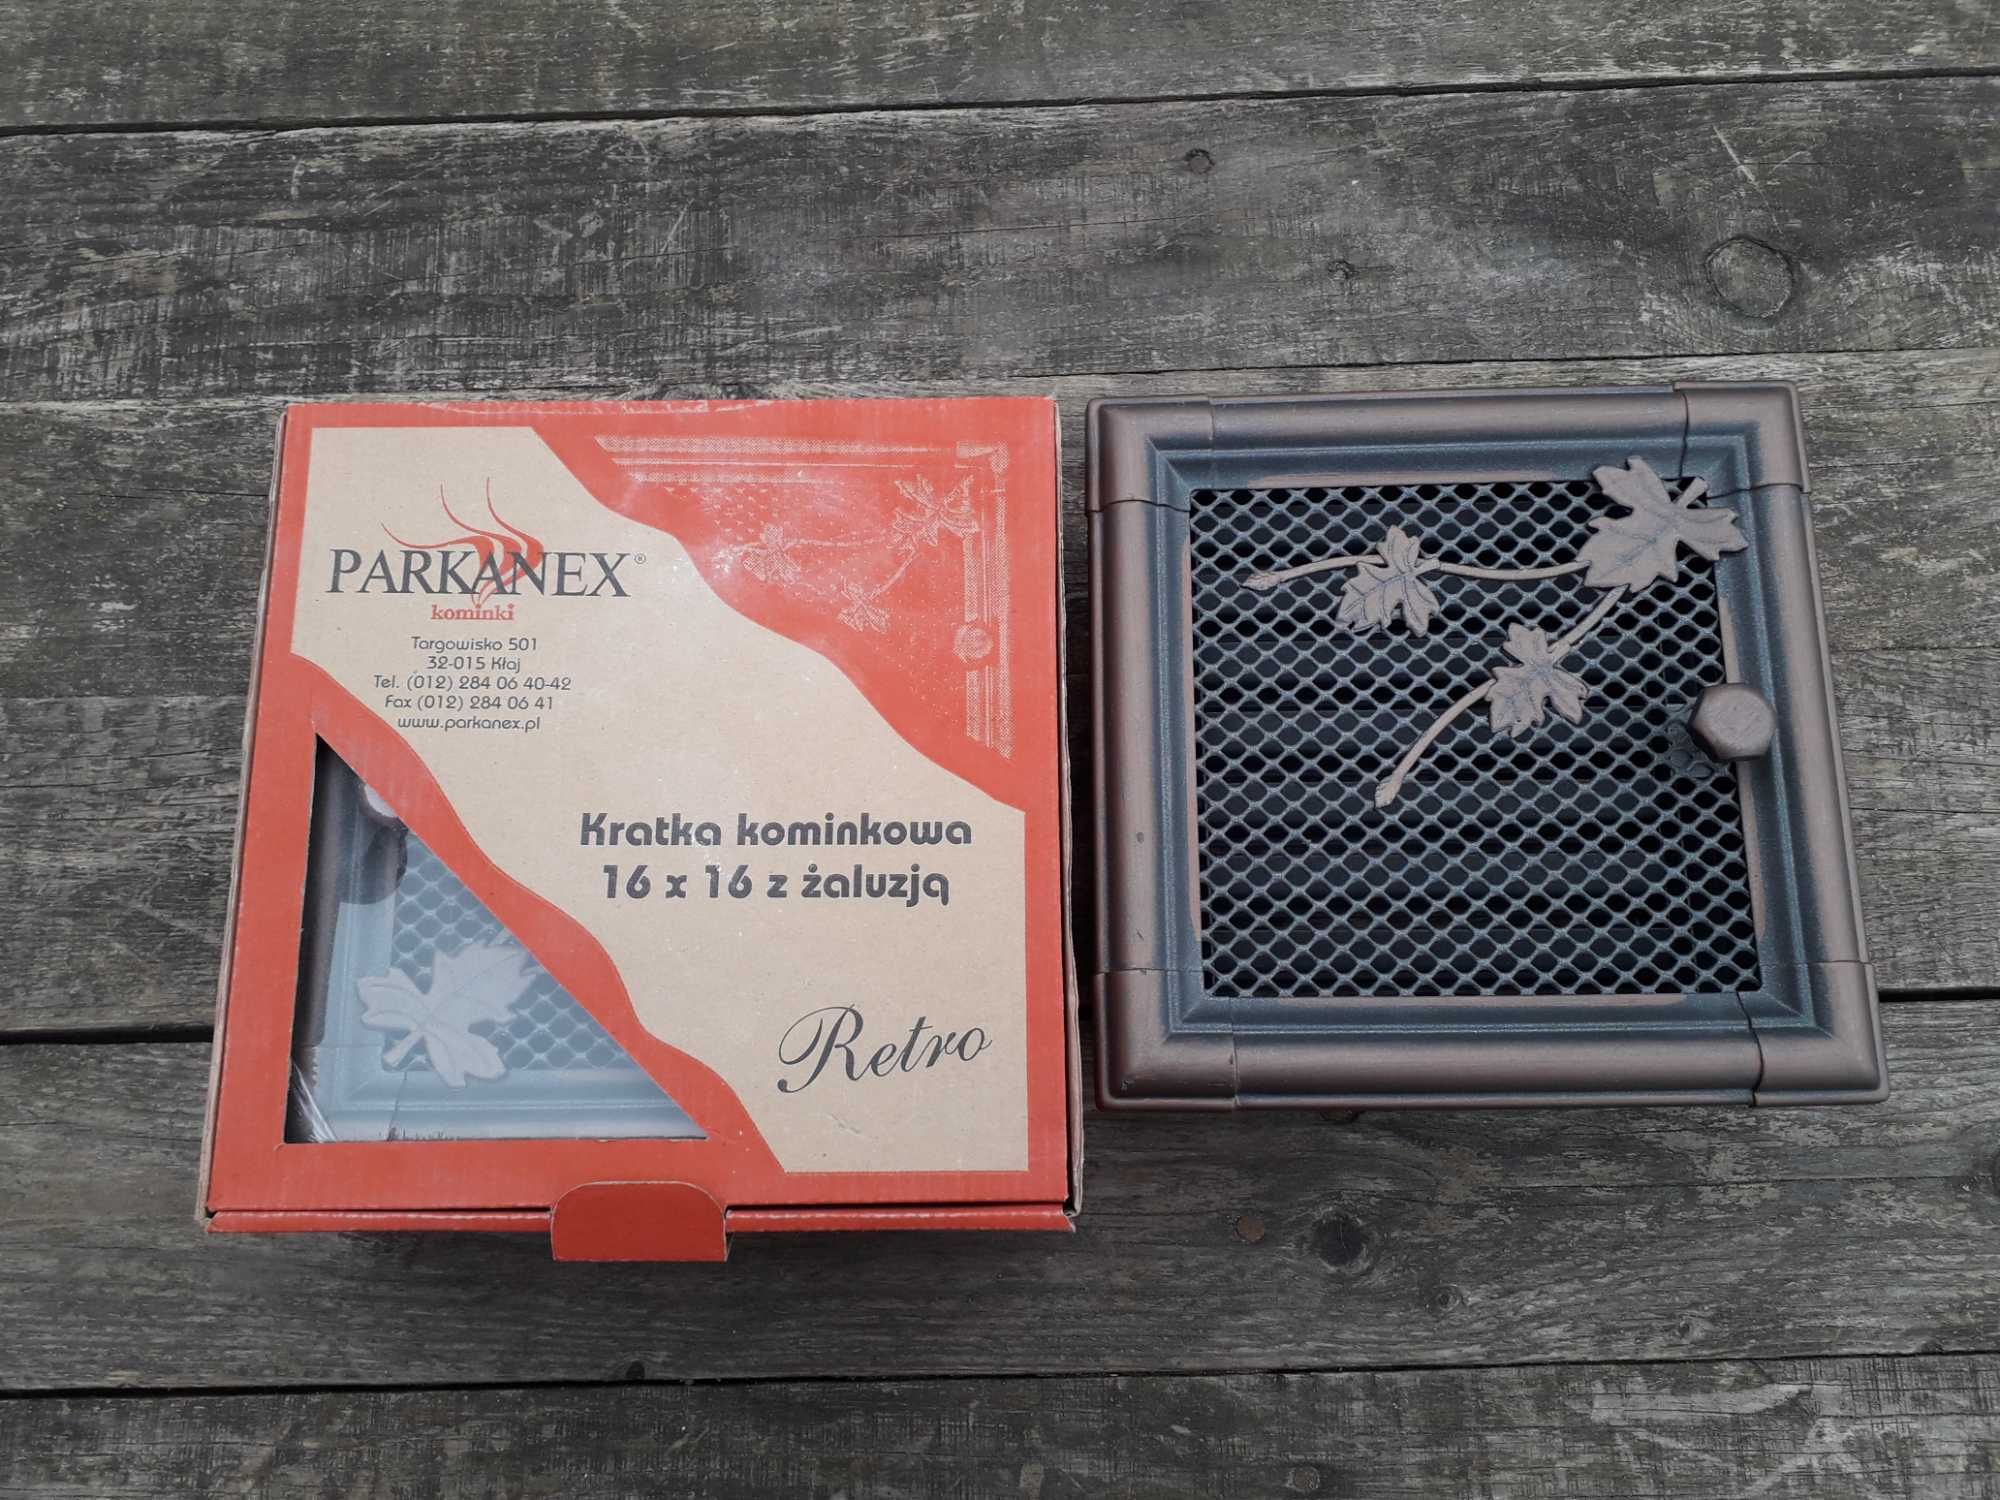 PARKANEX®
kominki
Targowisko 501
32-015 Kłaj
Tel. (012) 284 06 40-42
Fax (012) 284 06 41
www.parkanex.pl
Kratka kominkowa
16 x 16 z żaluzją
Retro